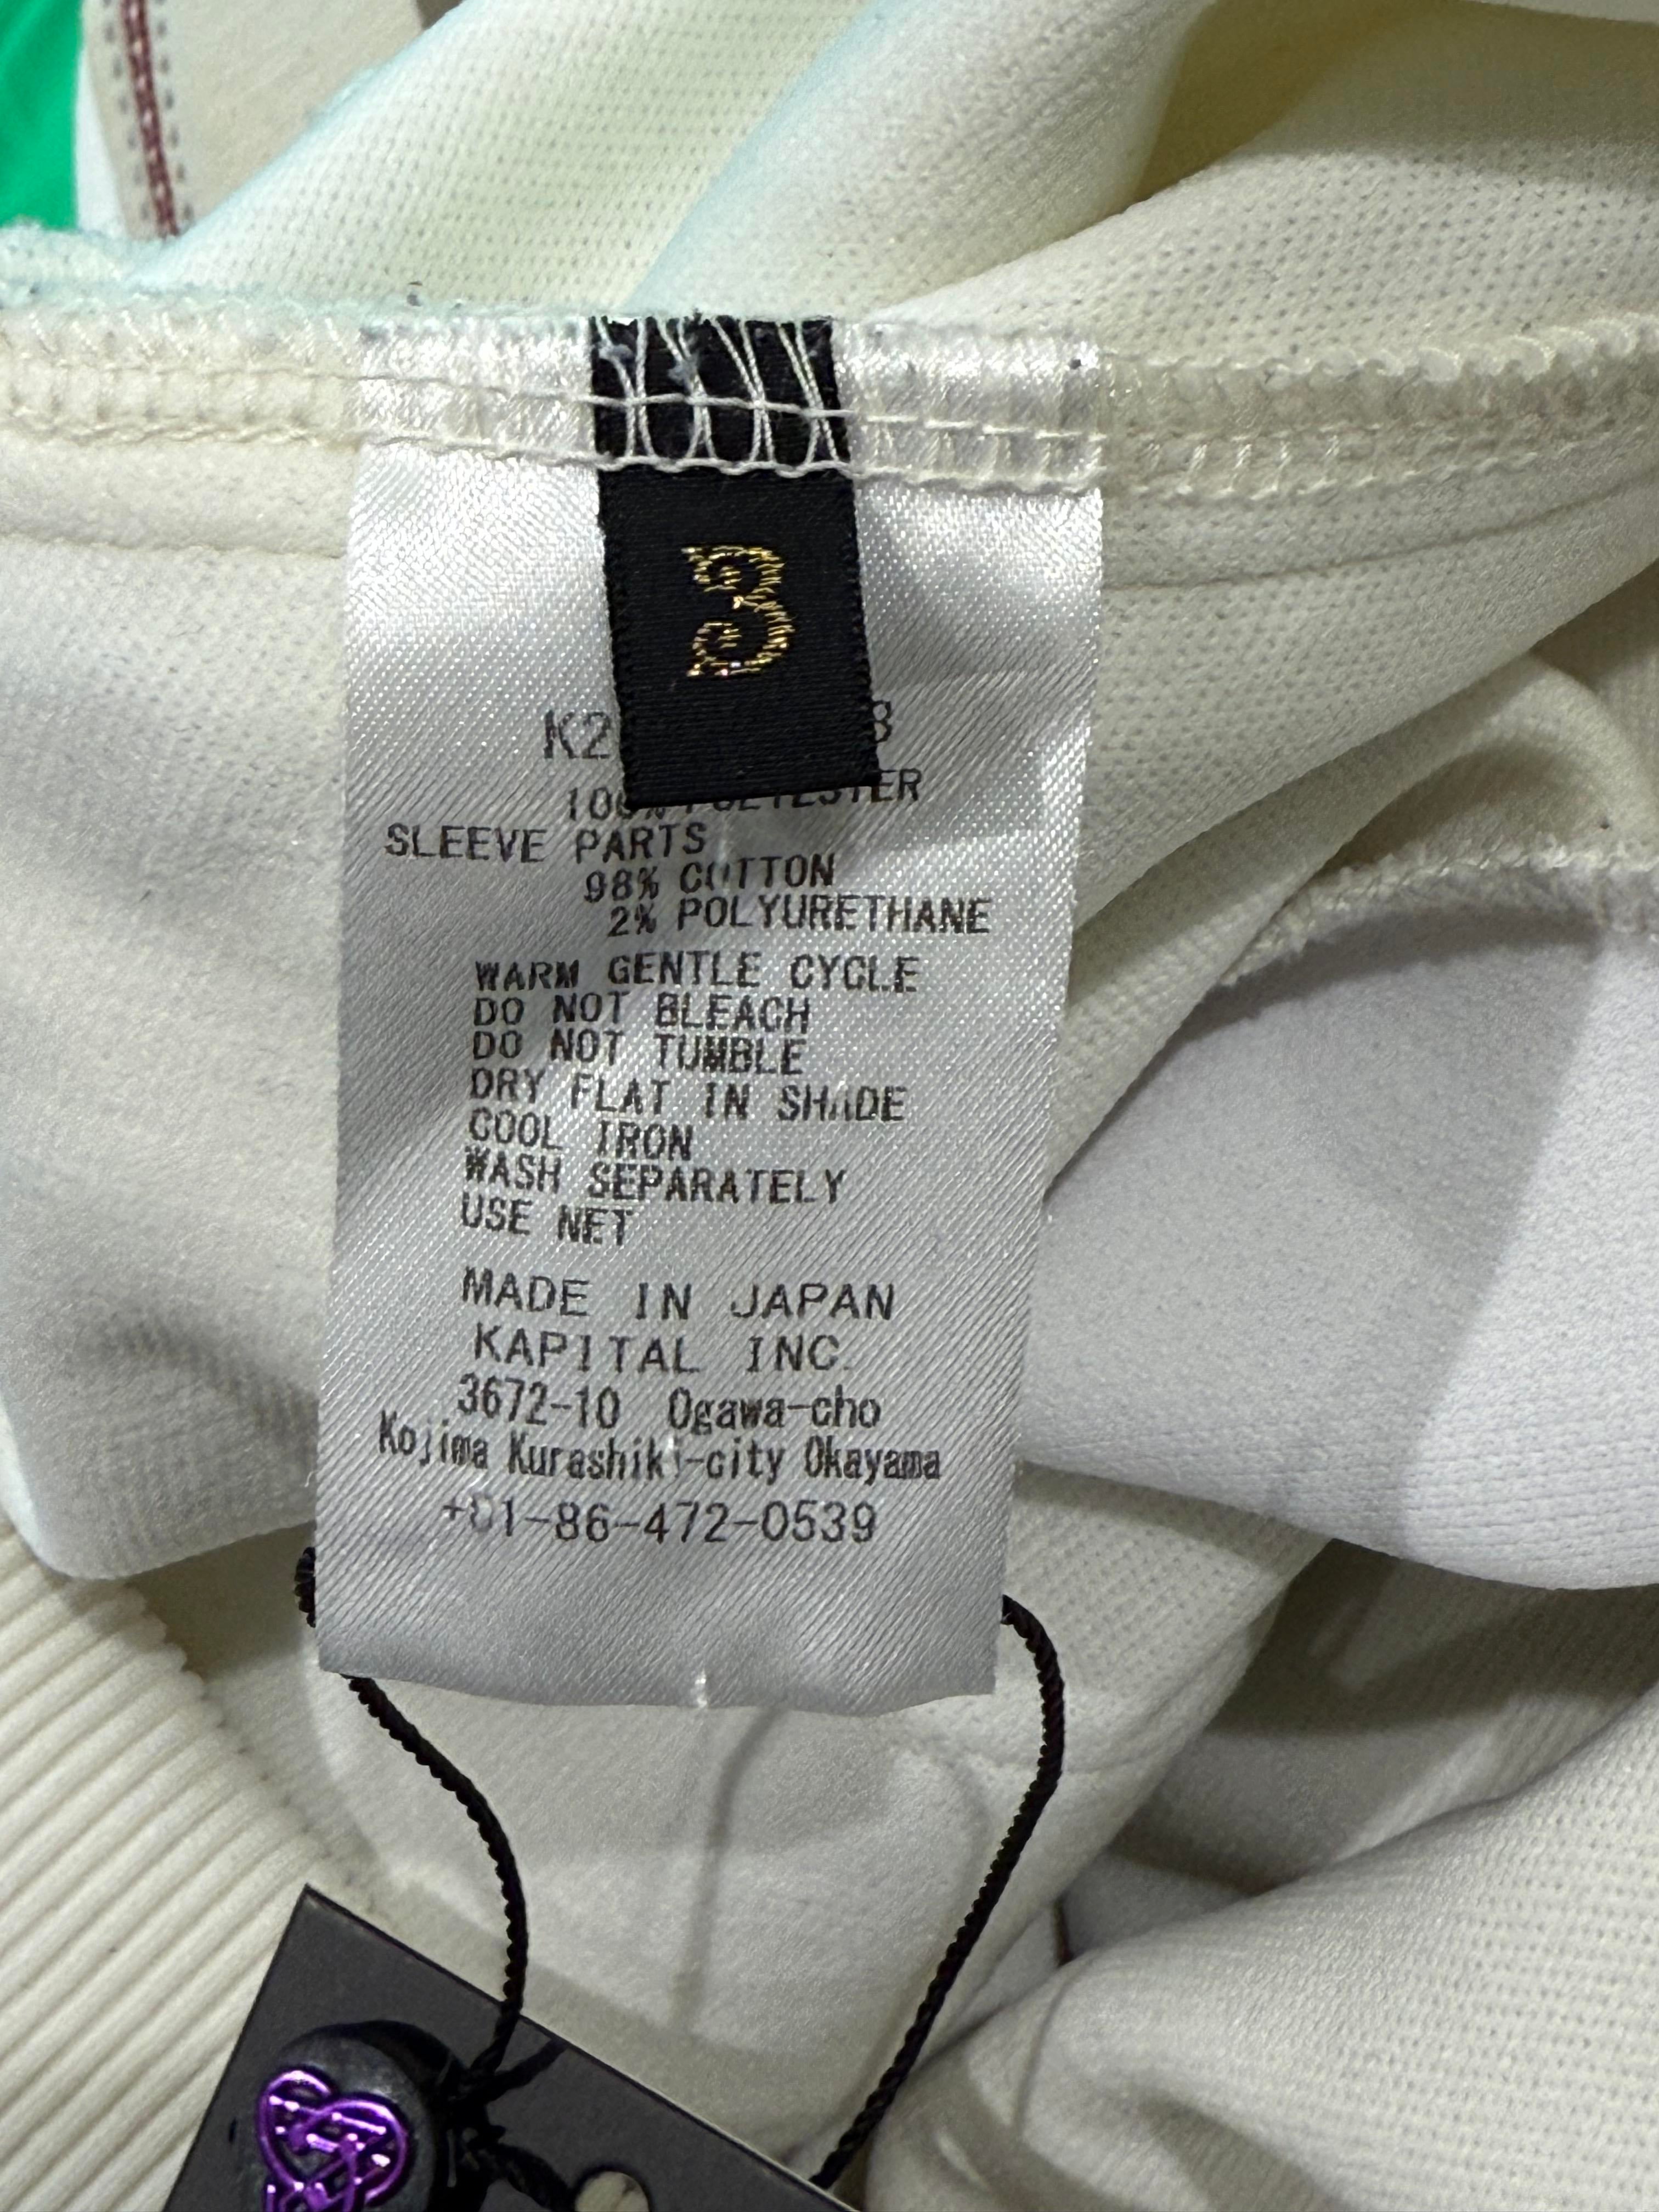 3
100% POLYESTER
SLEEVE PARTS
98% COTTON
2% POLYURETHANE
WARM GENTLE CYCLE
DO NOT BLEACH
DO NOT TUMBLE
DRY FLAT IN SHADE
COOL IRON
WASH SEPARATELY
USE NET
MADE IN JAPAN
KAPITAL INC.
3672-10 Ogawa-cho
Kojima Kurashiki-city Okayama
+81-86-472-0539